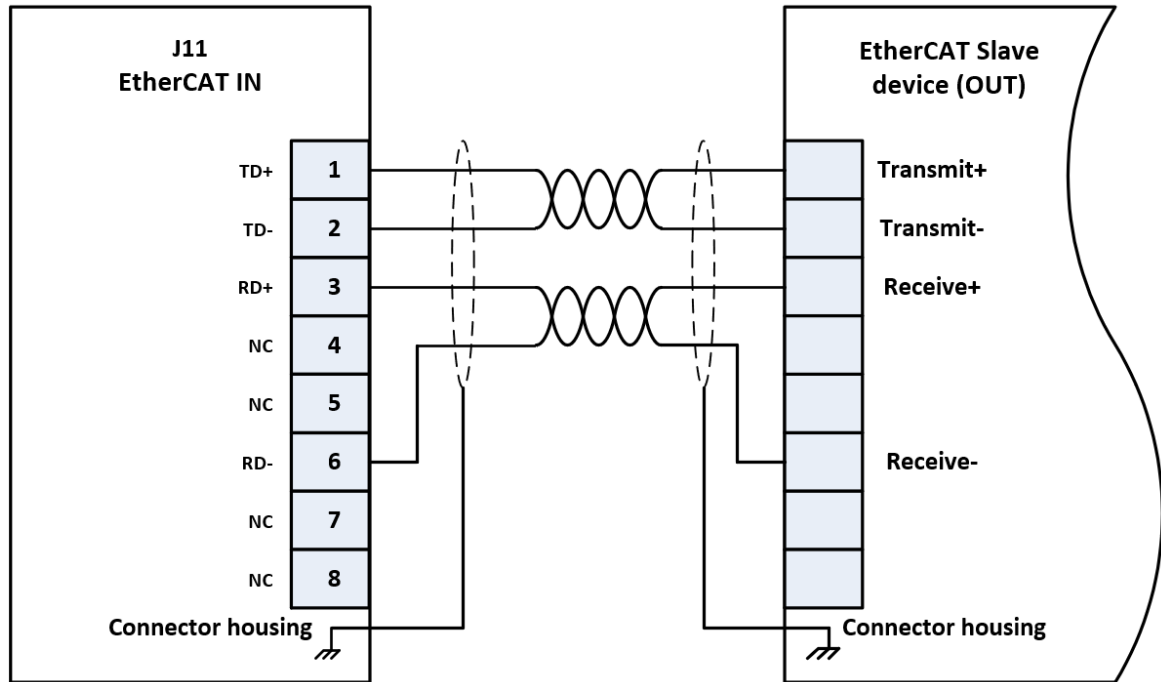 J11
EtherCAT IN
EtherCAT Slave
device (OUT)
TD+ 1 Transmit+
TD- 2 Transmit-
RD+ 3 Receive+
NC 4
NC 5
RD- 6 Receive-
NC 7
NC 8
Connector housing Connector housing